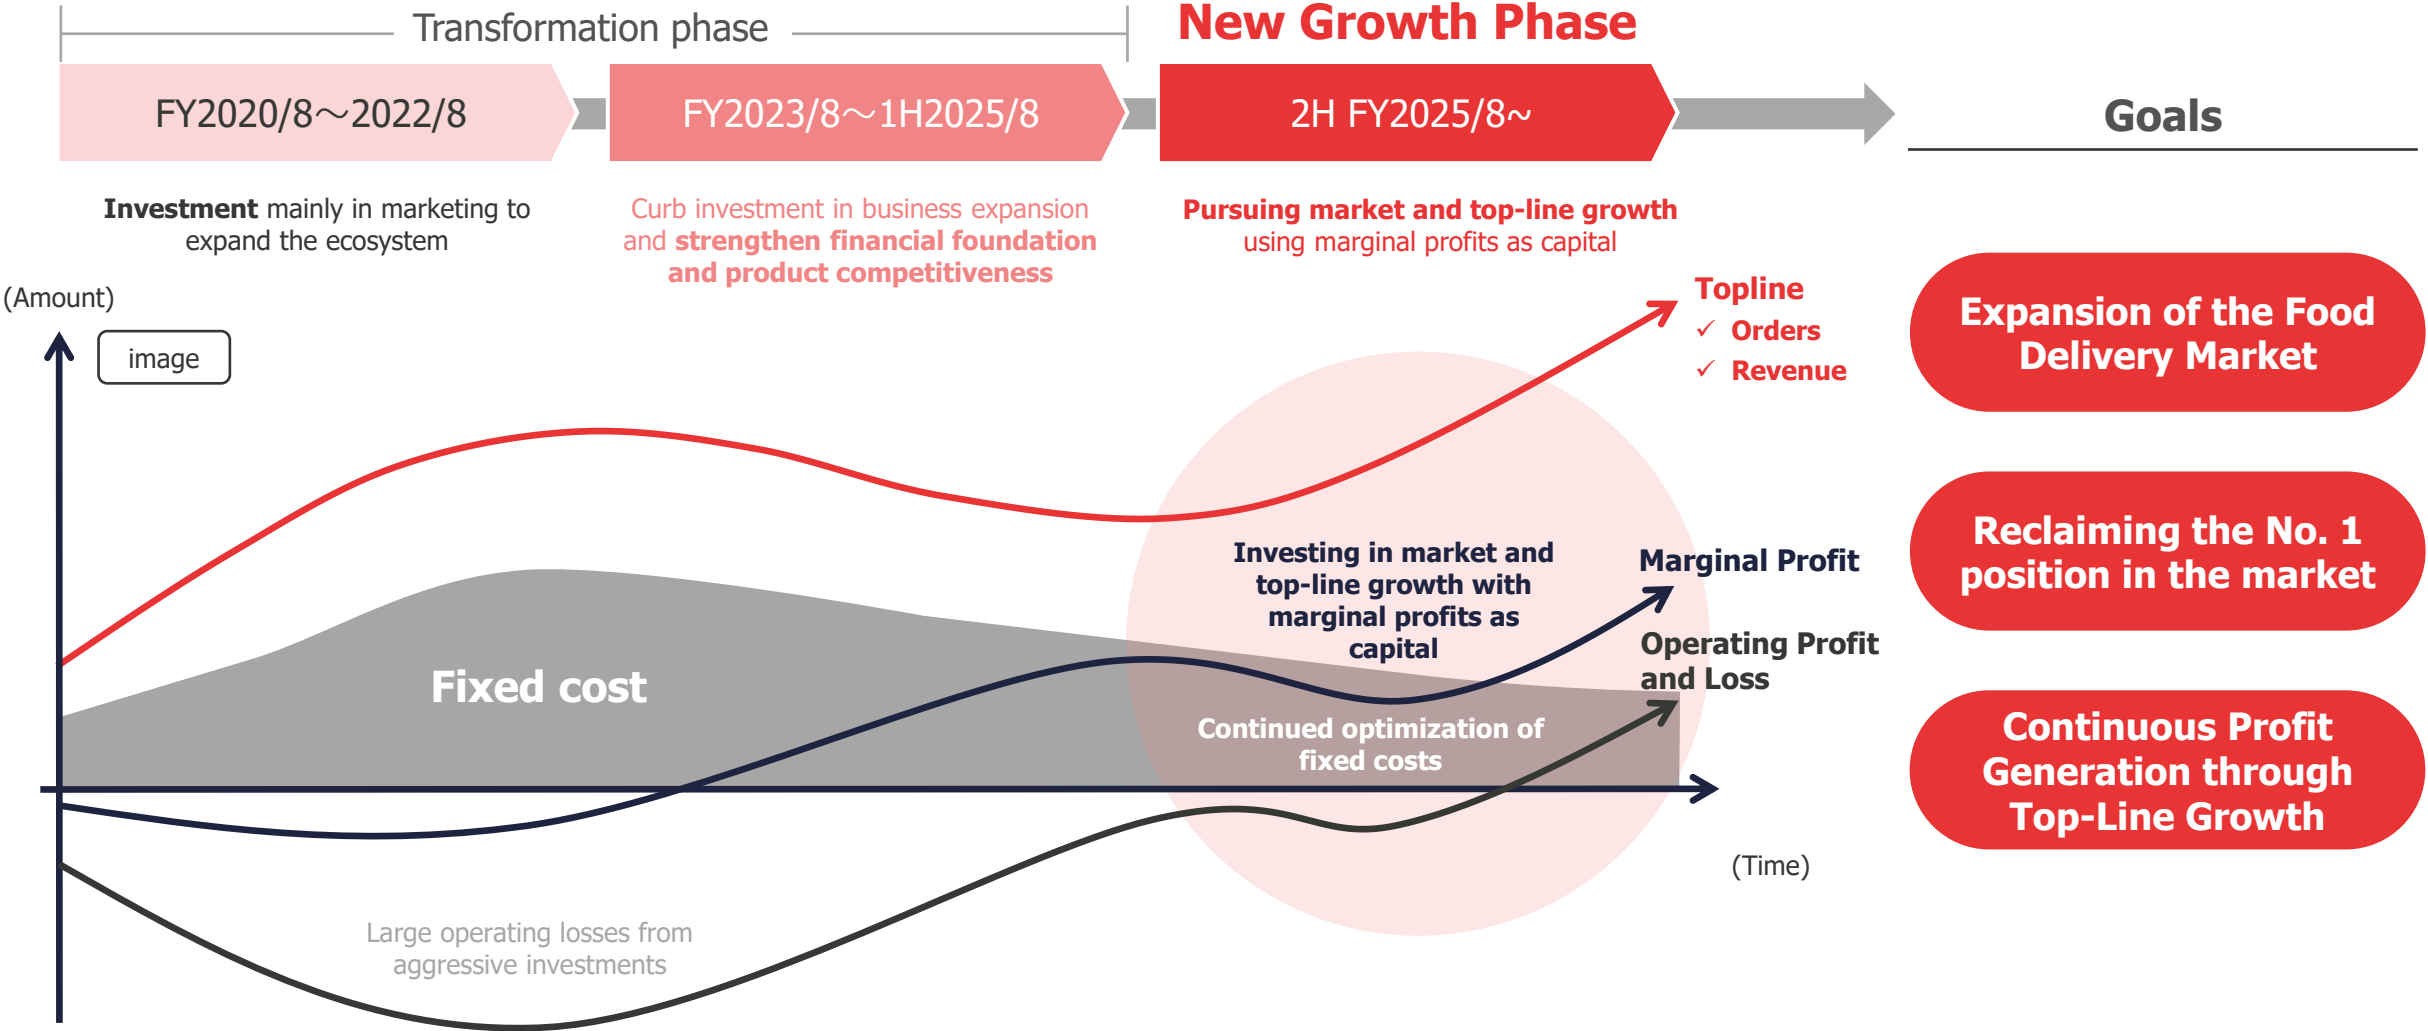 Transformation phase
New Growth Phase
FY2020/8～2022/8
FY2023/8～1H2025/8
2H FY2025/8~
Goals
Investment mainly in marketing to
expand the ecosystem
Curb investment in business expansion
and strengthen financial foundation
and product competitiveness
Pursuing market and top-line growth
using marginal profits as capital
(Amount)
image
Topline
✓ Orders
✓ Revenue
Expansion of the Food
Delivery Market
Investing in market and
top-line growth with
marginal profits as
capital
Marginal Profit
Reclaiming the No. 1
position in the market
Operating Profit
and Loss
Fixed cost
Continued optimization of
fixed costs
Continuous Profit
Generation through
Top-Line Growth
(Time)
Large operating losses from
aggressive investments